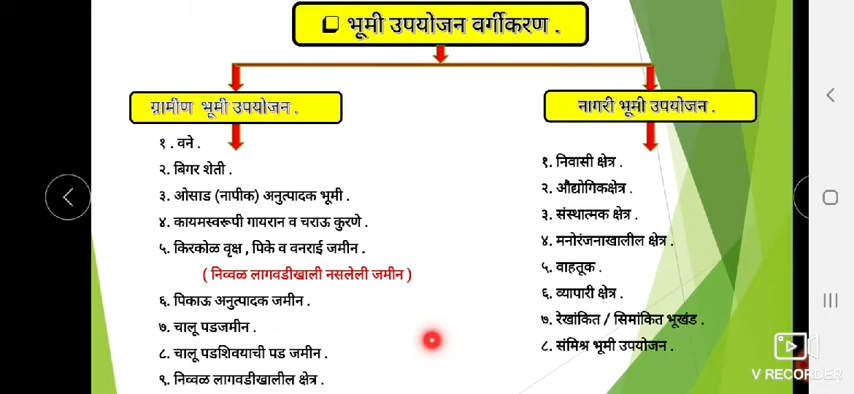 ❑ भूमी उपयोजन वर्गीकरण .
ग्रामीण भूमी उपयोजन .
१ . वने .
२. बिगर शेती .
३. ओसाड (नापीक) अनुत्पादक भूमी .
४. कायमस्वरूपी गायरान व चराऊ कुरणे .
५. किरकोळ वृक्ष , पिके व वनराई जमीन .
( निव्वळ लागवडीखाली नसलेली जमीन )
६. पिकाऊ अनुत्पादक जमीन .
७. चालू पडजमीन .
८. चालू पडशिवयाची पड जमीन .
९. निव्वळ लागवडीखालील क्षेत्र .
नागरी भूमी उपयोजन .
१. निवासी क्षेत्र .
२. औद्योगिकक्षेत्र .
३. संस्थात्मक क्षेत्र .
४. मनोरंजनाखालील क्षेत्र .
५. वाहतूक .
६. व्यापारी क्षेत्र .
७. रेखांकित / सिमांकित भूखंड .
८. संमिश्र भूमी उपयोजन .
V RECORDER